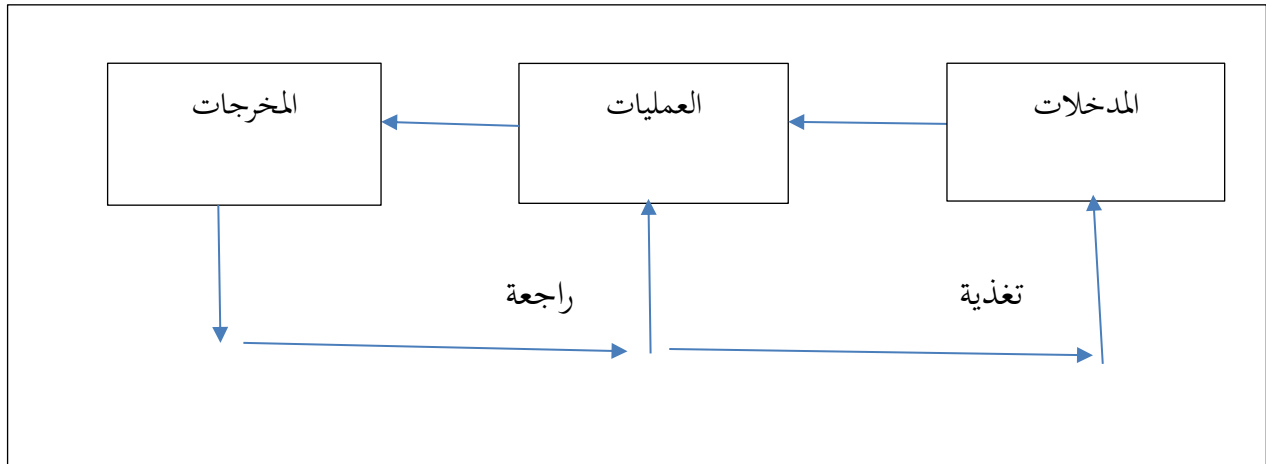 المدخلات
العمليات
المخرجات
تغذية
راجعة